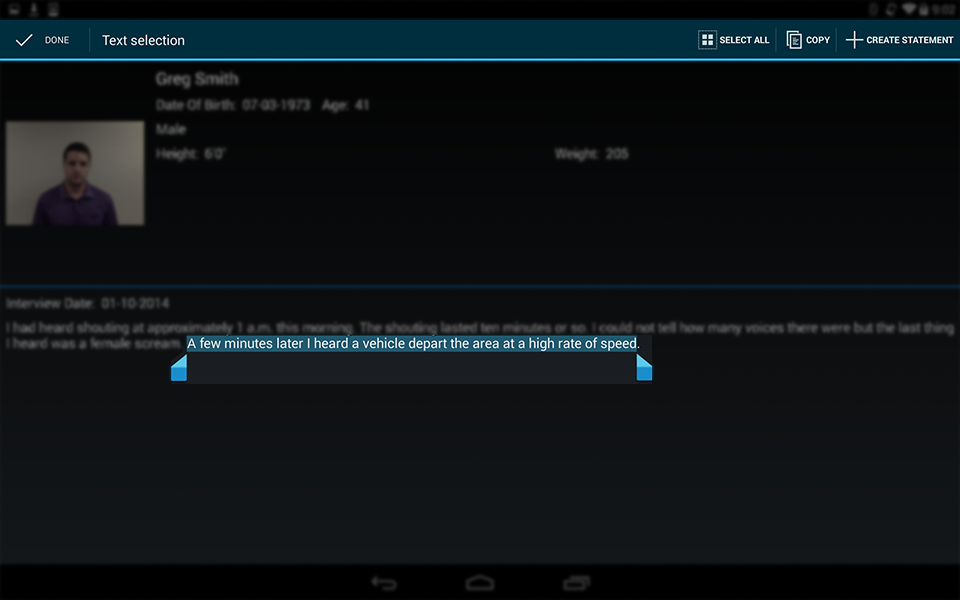 9:02
DONE
Text selection
SELECT ALL
COPY
CREATE STATEMENT
Greg Smith
Date Of Birth: 07-03-1973 Age: 41
Male
Height: 6'0"
Weight: 205
Interview Date: 01-10-2014
I had heard shouting at approximately 1 a.m. this morning. The shouting lasted ten minutes or so. I could not tell how many voices there were but the last thing
I heard was a female scream. A few minutes later I heard a vehicle depart the area at a high rate of speed.